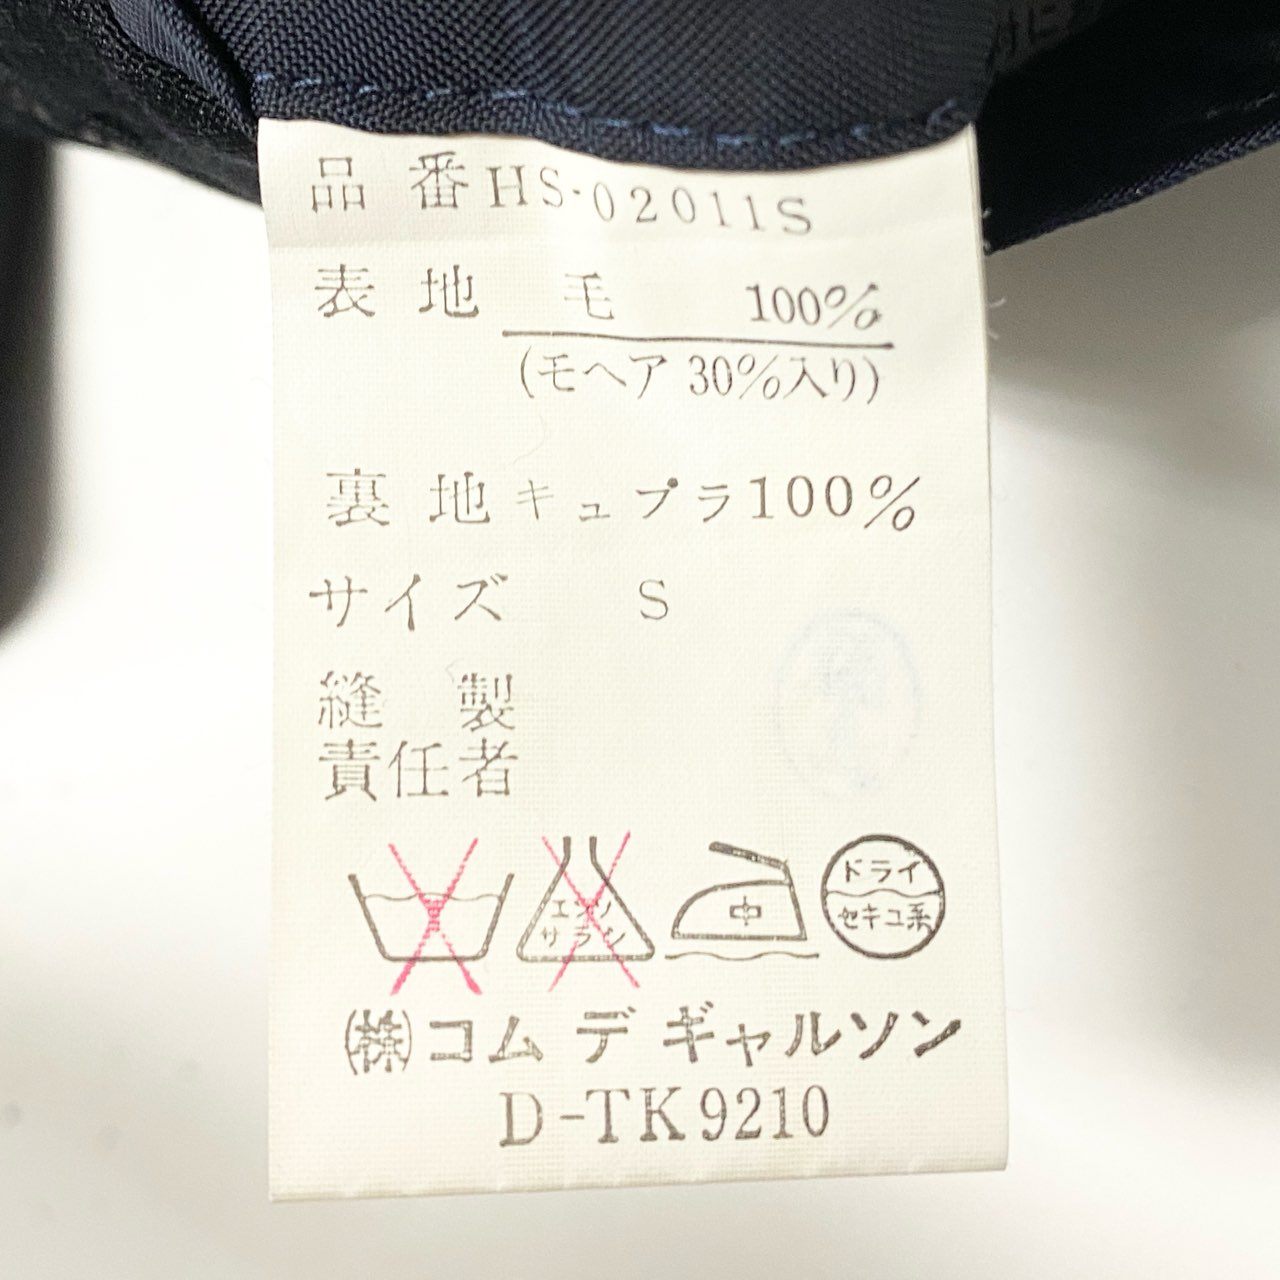 品番 HS-02011S
表地 毛 100%
(モヘア 30%入り)
裏地 キュプラ100%
サイズ S
縫製
責任者
エンソ
サラシ
中
ドライ
セキユ系
(株)コム デ ギャルソン
D-TK9210